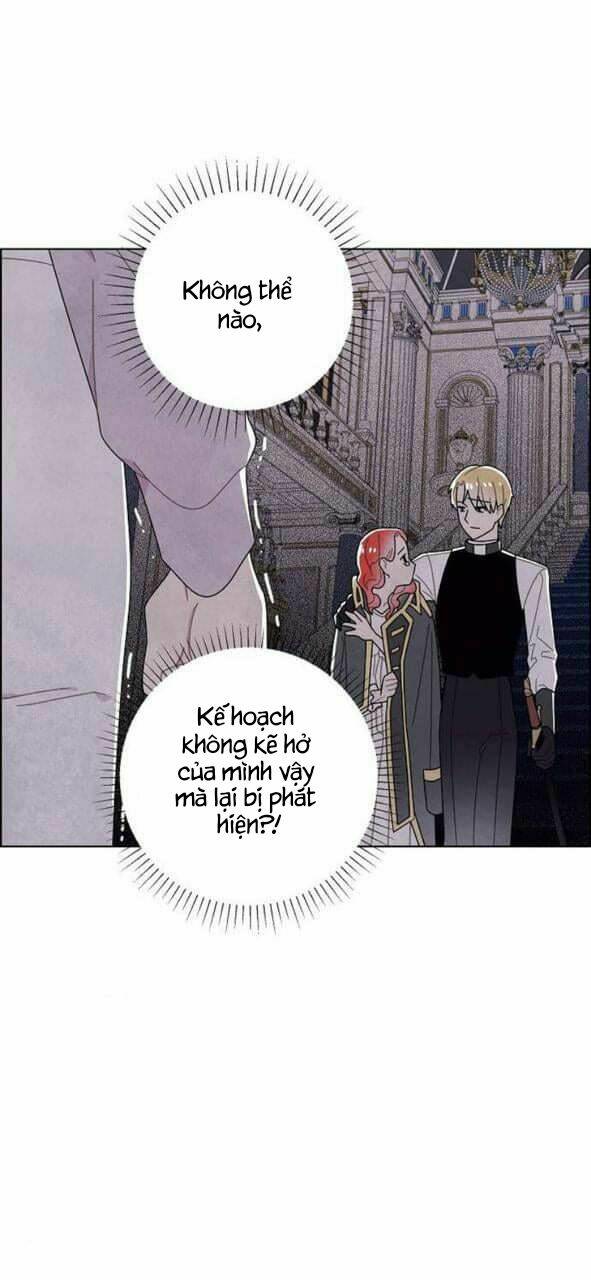 Không thể
nào,
Kế hoạch
không kẽ hở
của mình vậy
mà lại bị phát
hiện?!